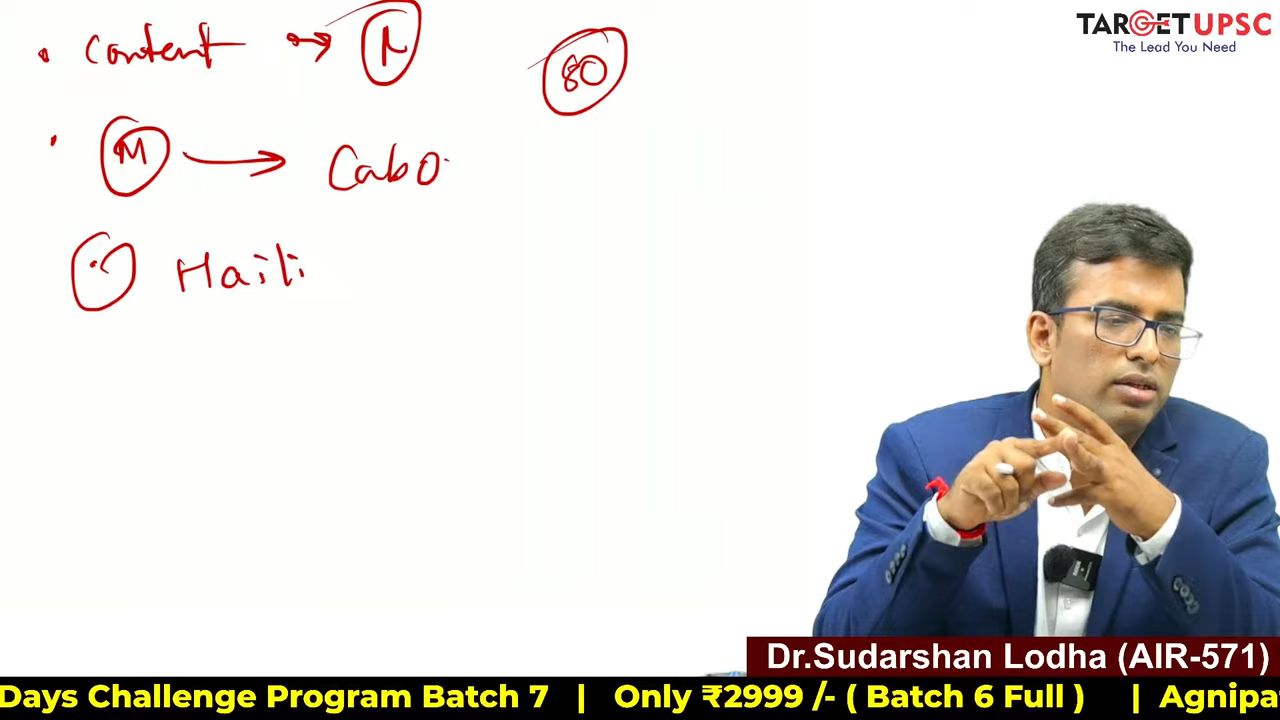 TARGETUPSC
The Lead You Need
• Content → 
80
• M → Cabo
Haiti
Dr.Sudarshan Lodha (AIR-571)
Days Challenge Program Batch 7 | Only ₹2999 /- ( Batch 6 Full ) | Agnipa